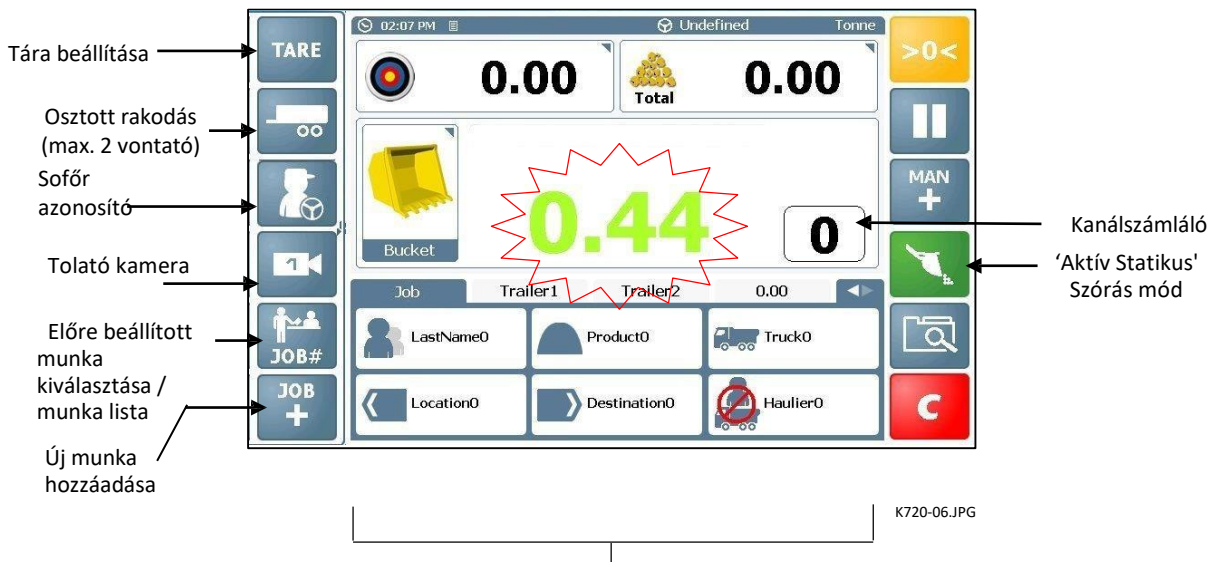 Tára beállítása
Osztott rakodás
(max. 2 vontató)
Sofőr
azonosító
Tolató kamera
Előre beállított
munka
kiválasztása /
munka lista
Új munka
hozzáadása
TARE
1
JOB#
JOB
+
02:07 PM
Undefined
Tonne
0.00
Total
0.00
Bucket
0.44
0
Job
Trailer1
Trailer2
0.00
LastName0
Product0
Truck0
Location0
Destination0
Haulier0
>0<
MAN
+
C
Kanálszámláló
‘Aktív Statikus'
Szórás mód
K720-06.JPG